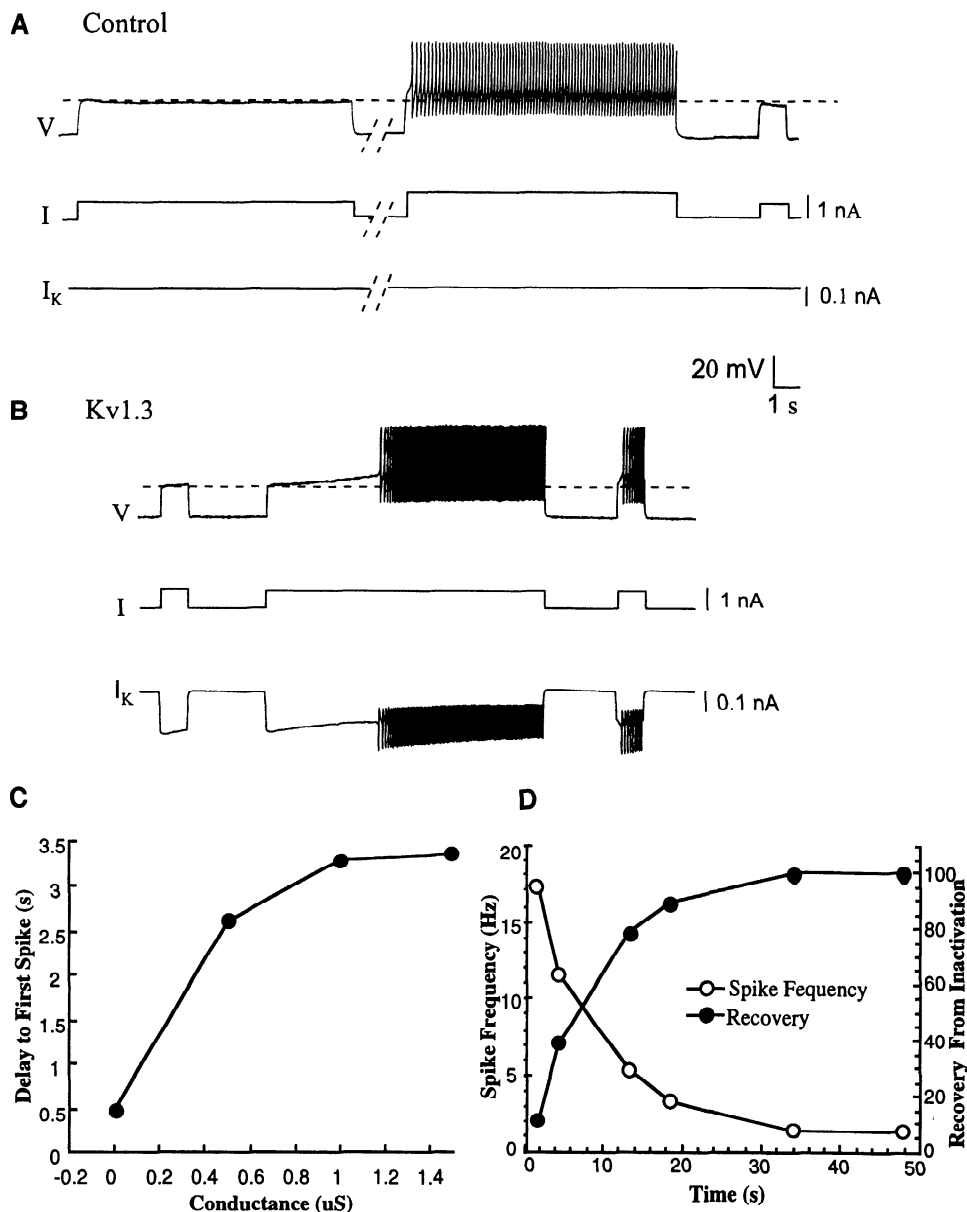 A Control
V
I
1 nA
IK
0.1 nA
20 mV
1 s
B Kv1.3
V
I
1 nA
IK
0.1 nA
C
3.5
3
2.5
2
1.5
1
0.5
0
-0.2 0 0.2 0.4 0.6 0.8 1 1.2 1.4
Delay to First Spike (s)
Conductance (uS)
D
20
15
10
5
0
100
80
60
40
20
0
0 10 20 30 40 50
Spike Frequency (Hz)
Recovery From Inactivation
Spike Fequency
Recovery
Time (s)